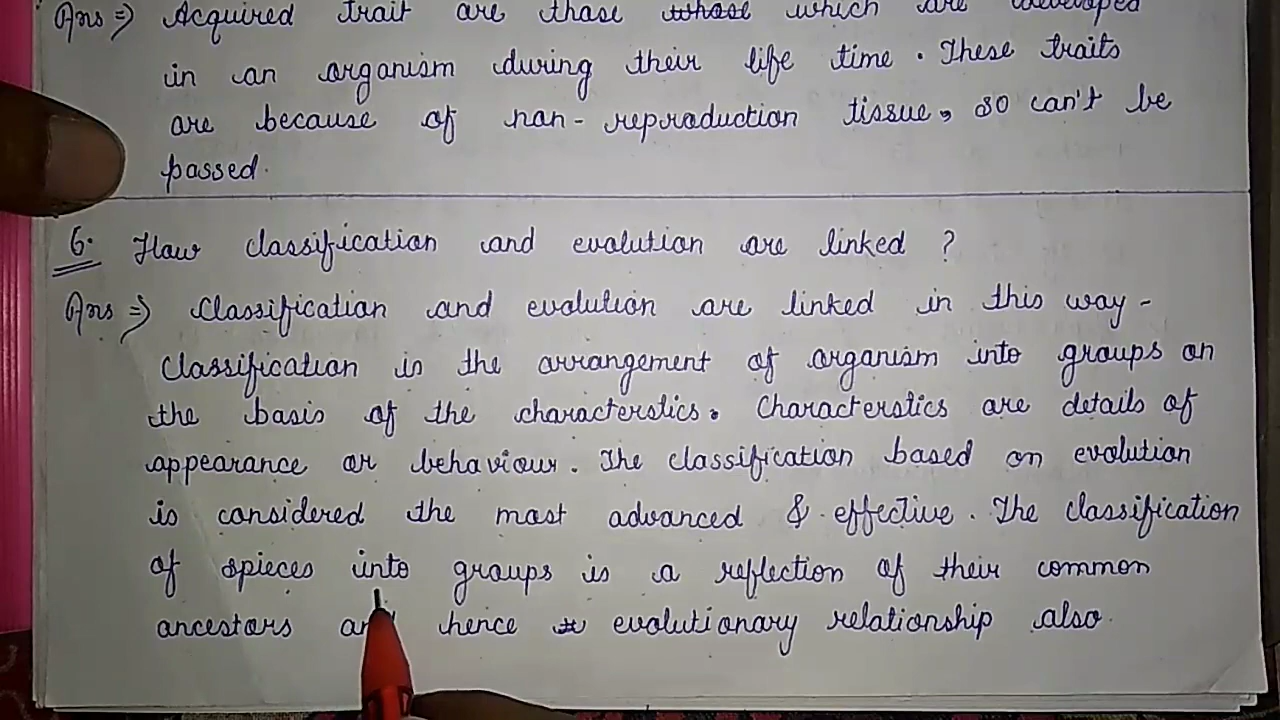 Ans ⇒ Acquired trait are those whose which are developed
in an organism during their life time. These traits
are because of non-reproduction tissue, so can't be
passed.
6. How classification and evolution are linked ?
Ans ⇒ Classification and evolution are linked in this way -
Classification is the arrangement of organism into groups on
the basis of the characterstics. Characterstics are details of
appearance or behaviour. The classification based on evolution
is considered the most advanced & effective. The classification
of spieces into groups is a reflection of their common
ancestors and hence evolutionary relationship also.